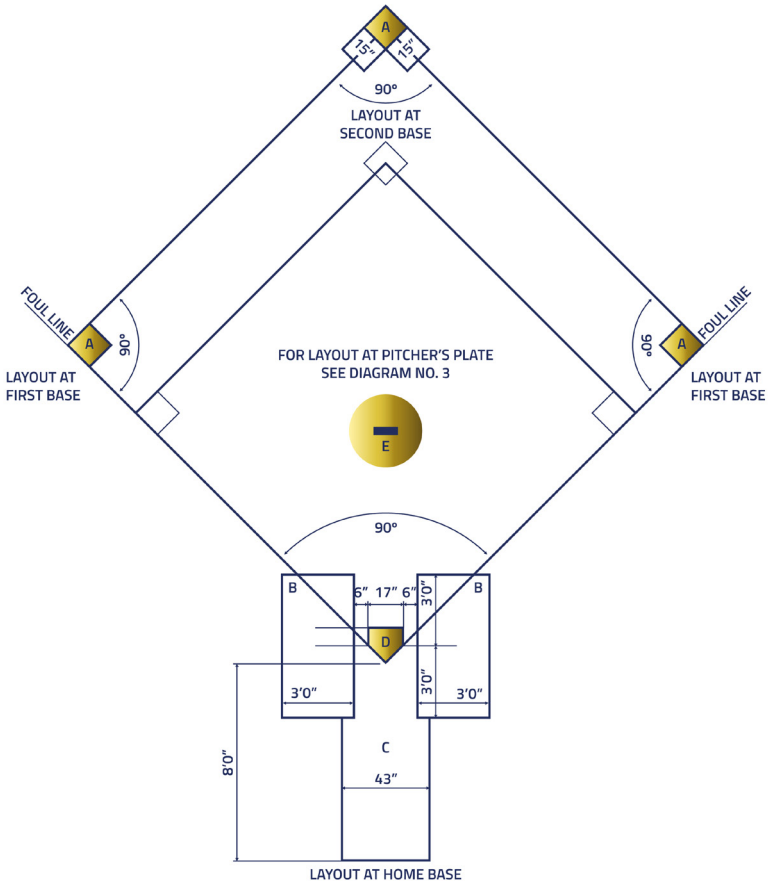 A
15”
15”
90°
LAYOUT AT
SECOND BASE
FOUL LINE
FOUL LINE
A
90°
90°
A
LAYOUT AT
FIRST BASE
LAYOUT AT
FIRST BASE
FOR LAYOUT AT PITCHER’S PLATE
SEE DIAGRAM NO. 3
E
90°
B
6”
17”
6”
3’0”
B
D
3’0”
3’0”
3’0”
C
8’0”
43”
LAYOUT AT HOME BASE